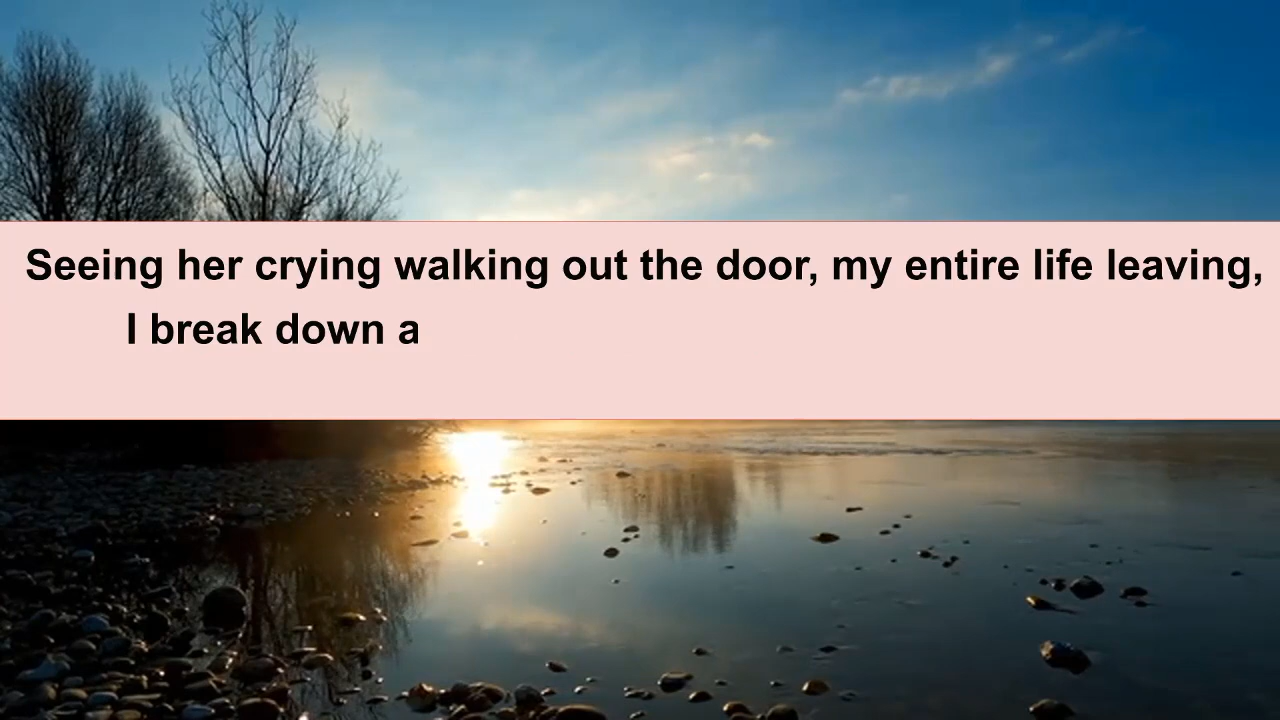 Seeing her crying walking out the door, my entire life leaving,
I break down a